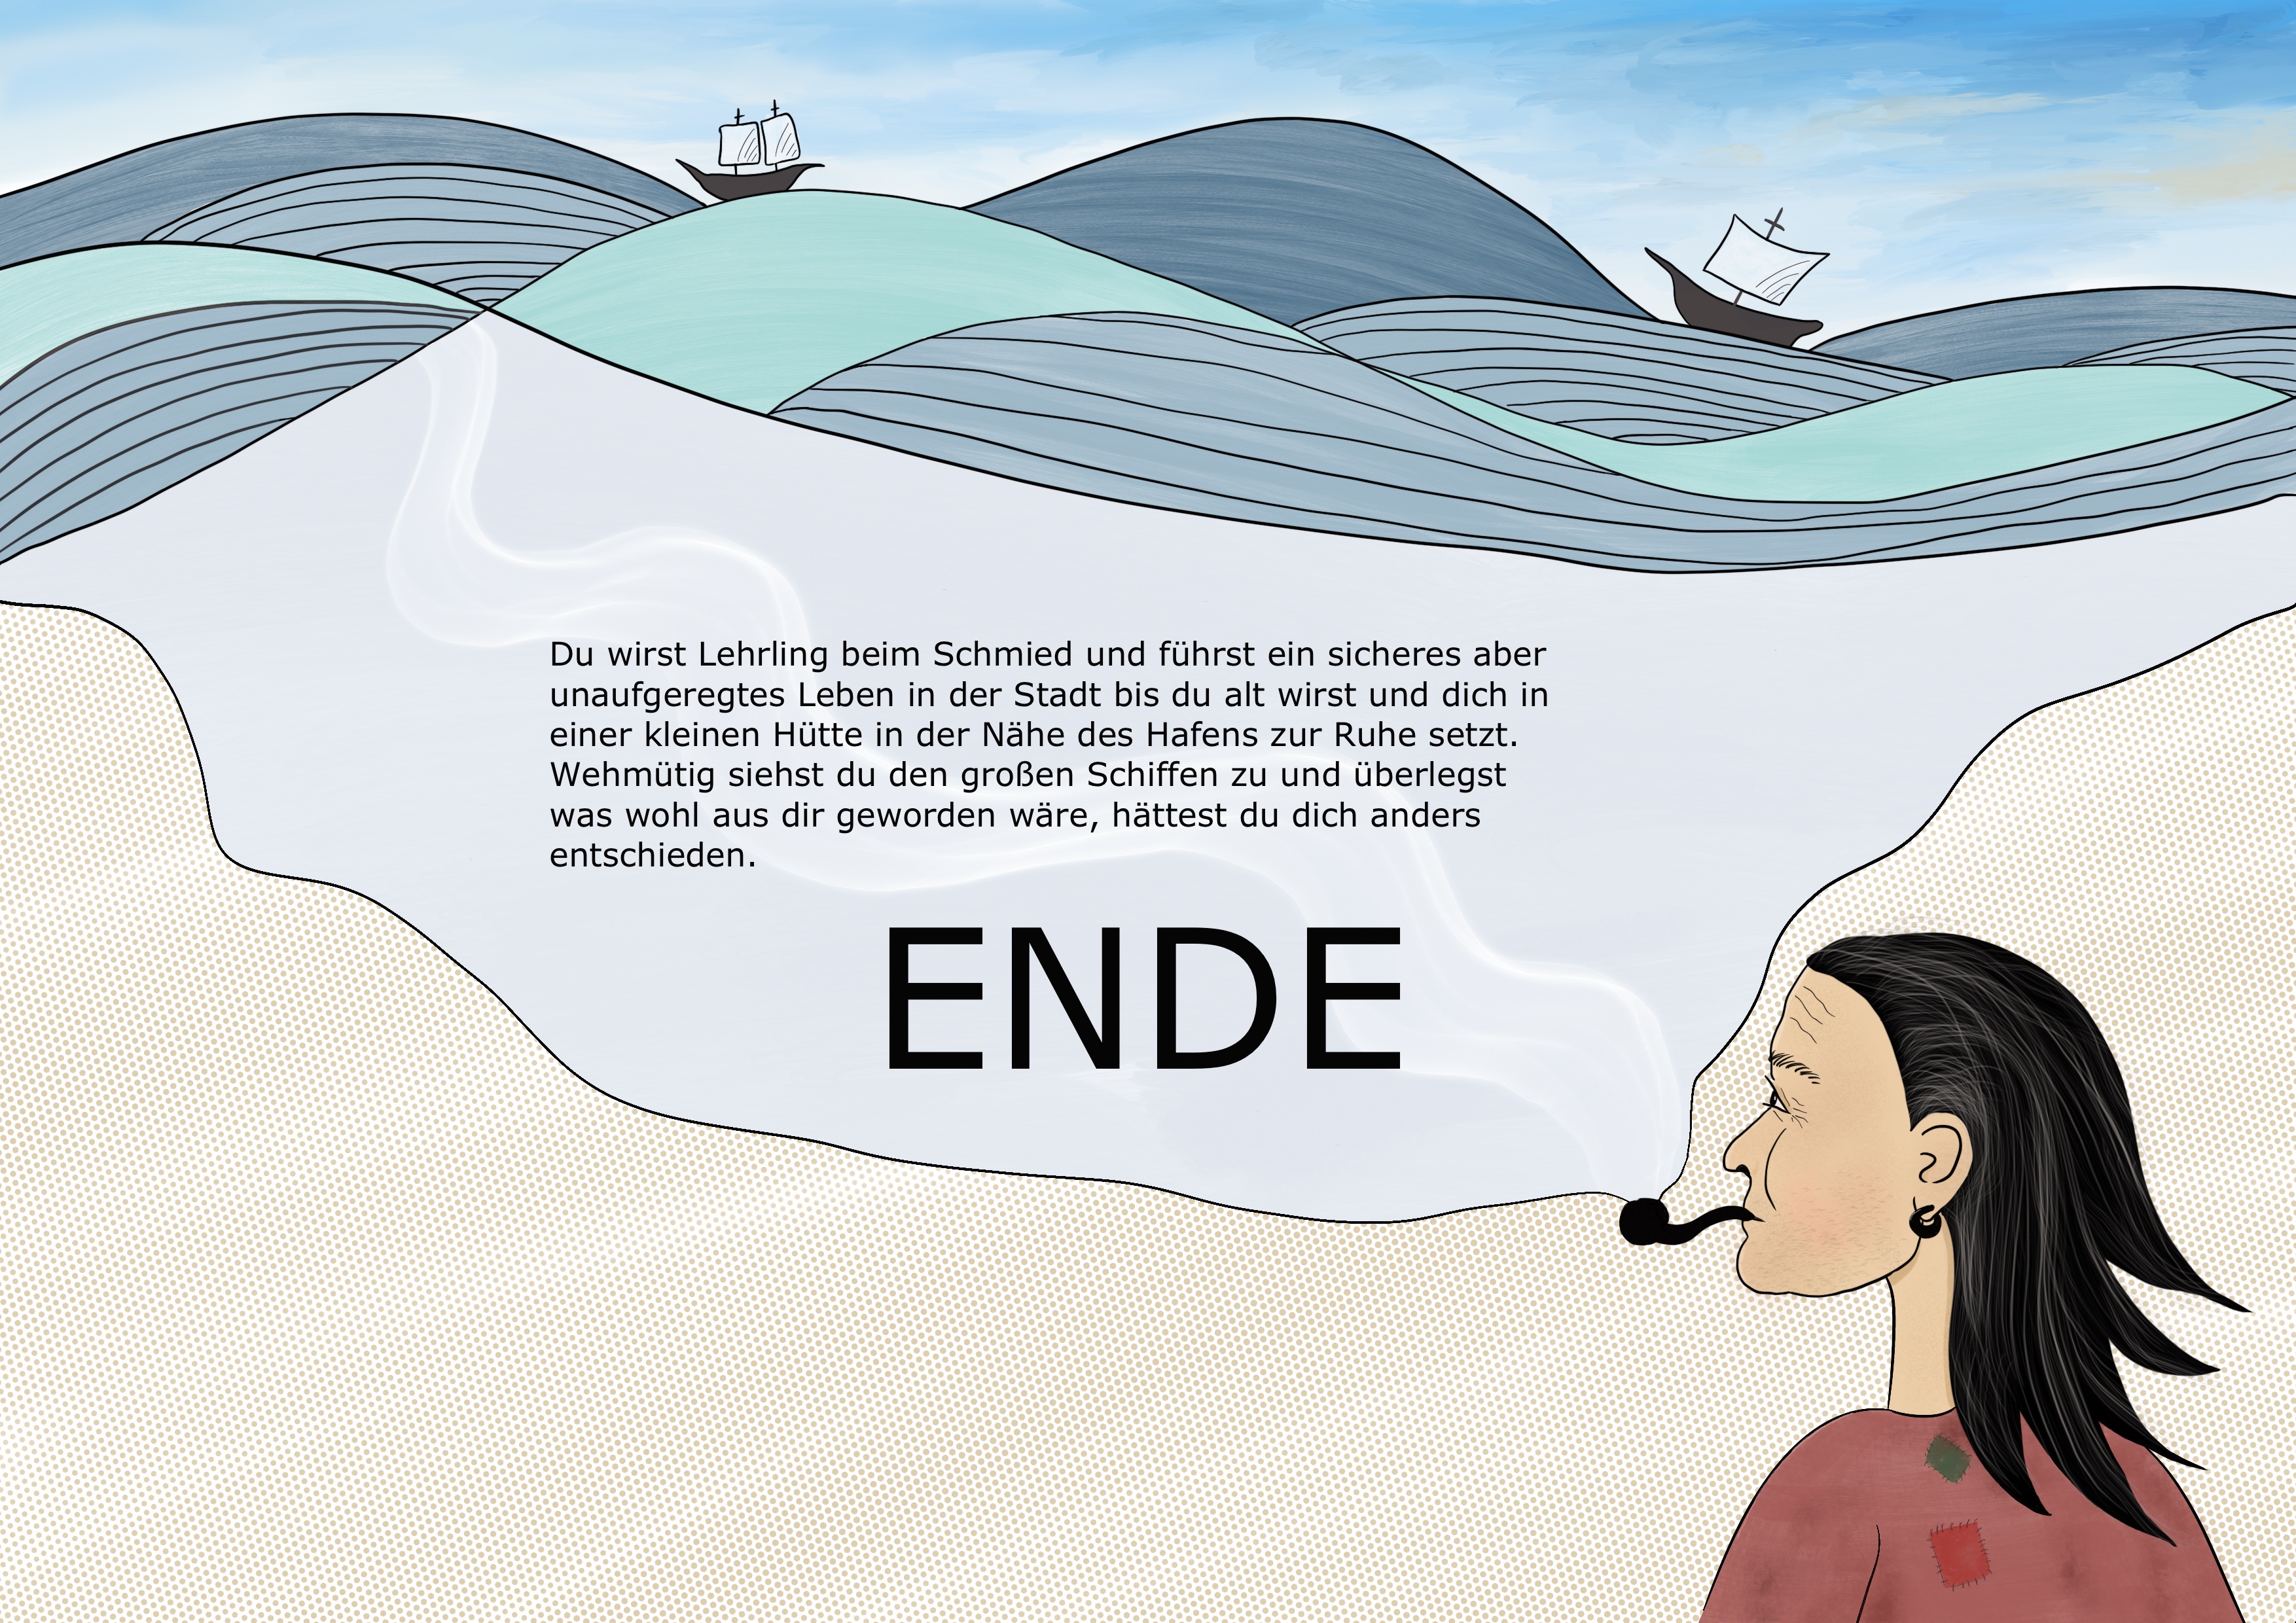 Du wirst Lehrling beim Schmied und führst ein sicheres aber
unaufgeregtes Leben in der Stadt bis du alt wirst und dich in
einer kleinen Hütte in der Nähe des Hafens zur Ruhe setzt.
Wehmütig siehst du den großen Schiffen zu und überlegst
was wohl aus dir geworden wäre, hättest du dich anders
entschieden.
ENDE